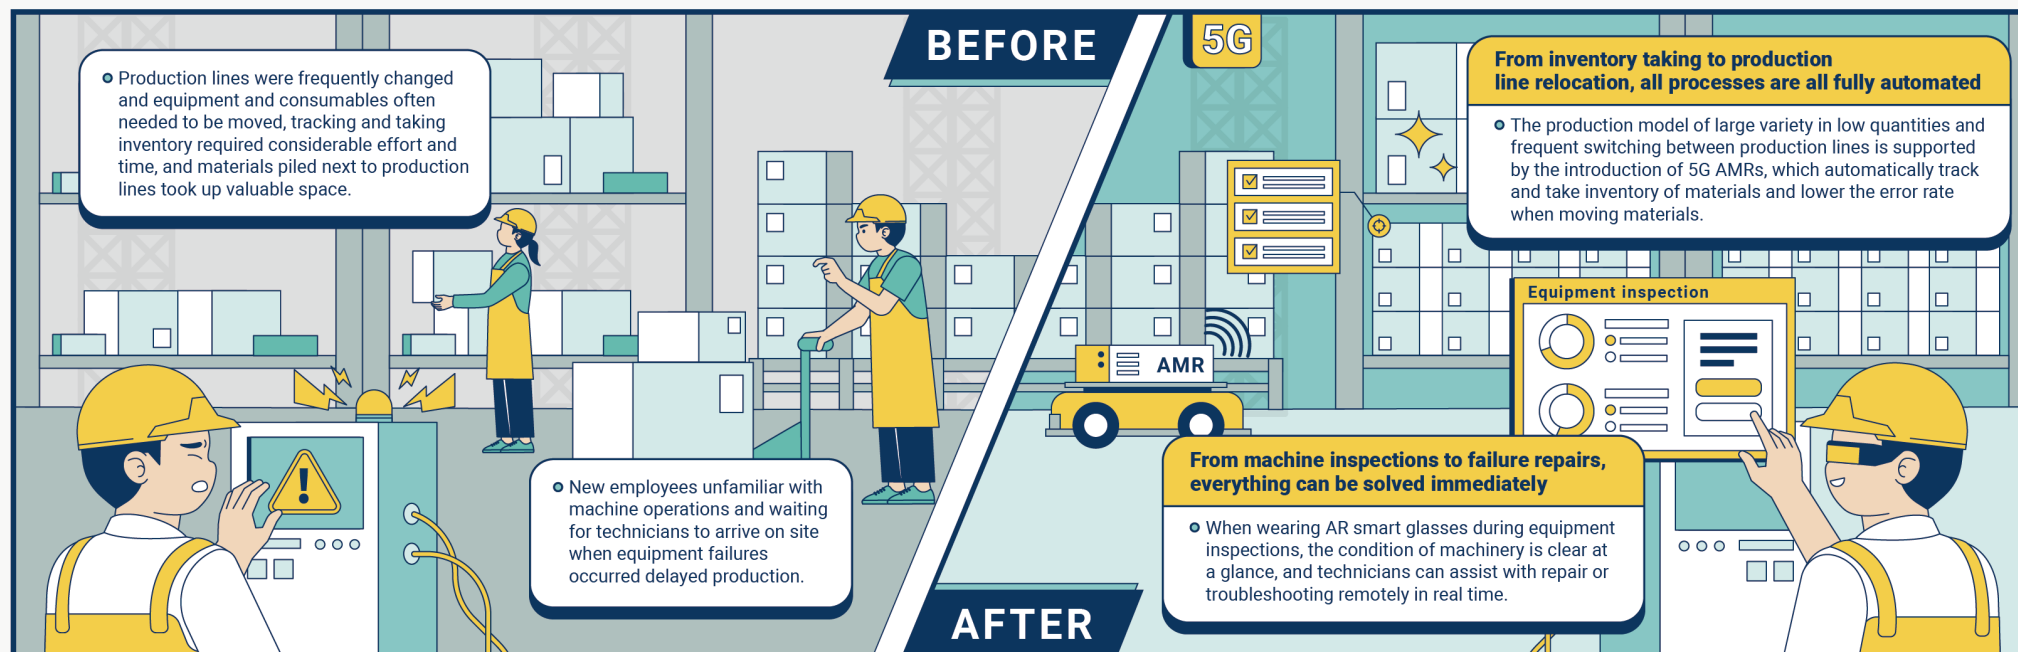 BEFORE
Production lines were frequently changed
and equipment and consumables often
needed to be moved, tracking and taking
inventory required considerable effort and
time, and materials piled next to production
lines took up valuable space.
New employees unfamiliar with
machine operations and waiting
for technicians to arrive on site
when equipment failures
occurred delayed production.
!
5G
From inventory taking to production
line relocation, all processes are all fully automated
The production model of large variety in low quantities and
frequent switching between production lines is supported
by the introduction of 5G AMRs, which automatically track
and take inventory of materials and lower the error rate
when moving materials.
Equipment inspection
AMR
From machine inspections to failure repairs,
everything can be solved immediately
When wearing AR smart glasses during equipment
inspections, the condition of machinery is clear at
a glance, and technicians can assist with repair or
troubleshooting remotely in real time.
AFTER